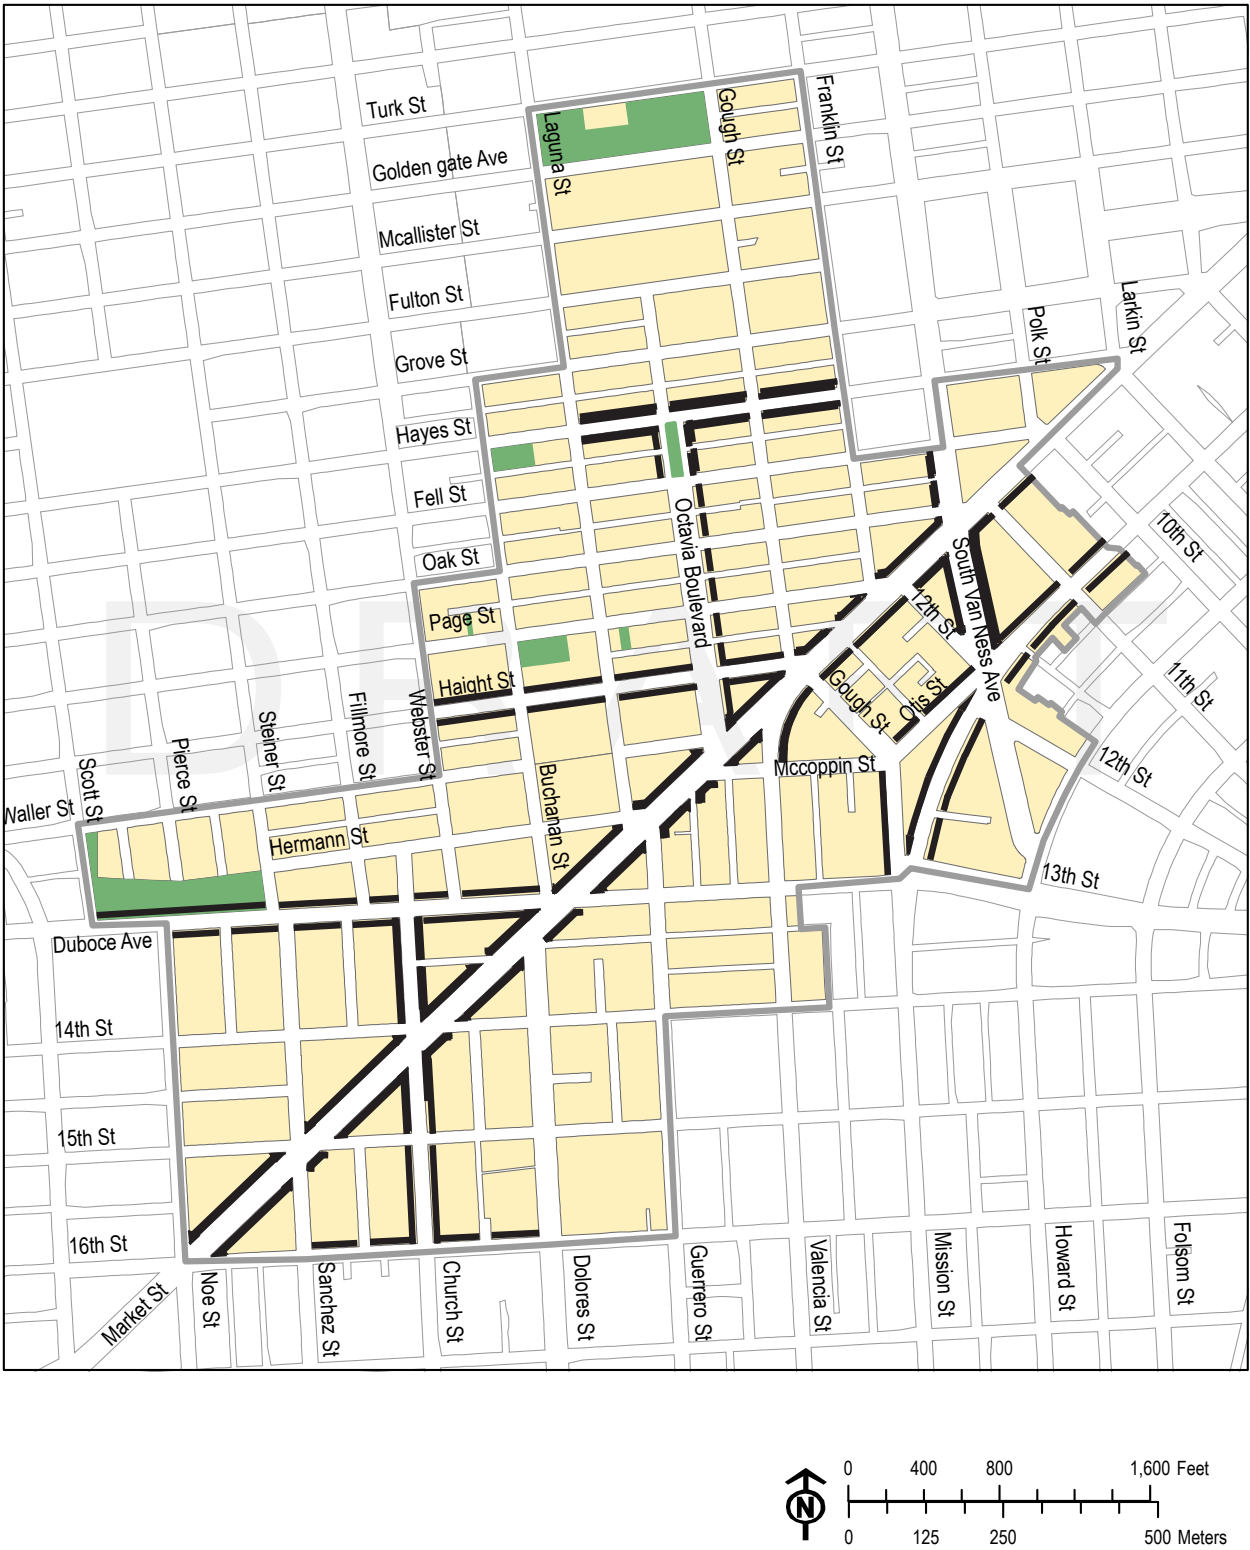 Turk St
Golden gate Ave
Mcallister St
Fulton St
Grove St
Hayes St
Fell St
Oak St
Page St
Haight St
Laguna St
Gough St
Franklin St
Polk St
Larkin St
Octavia Boulevard
South Van Ness Ave
12th St
10th St
11th St
12th St
Gough St
Otis St
Mccoppin St
13th St
DRAFT
Webster St
Fillmore St
Steiner St
Pierce St
Scott St
Waller St
Hermann St
Buchanan St
Duboce Ave
14th St
15th St
16th St
Market St
Noe St
Sanchez St
Church St
Dolores St
Guerrero St
Valencia St
Mission St
Howard St
Folsom St
N
0 400 800 1,600 Feet
0 125 250 500 Meters